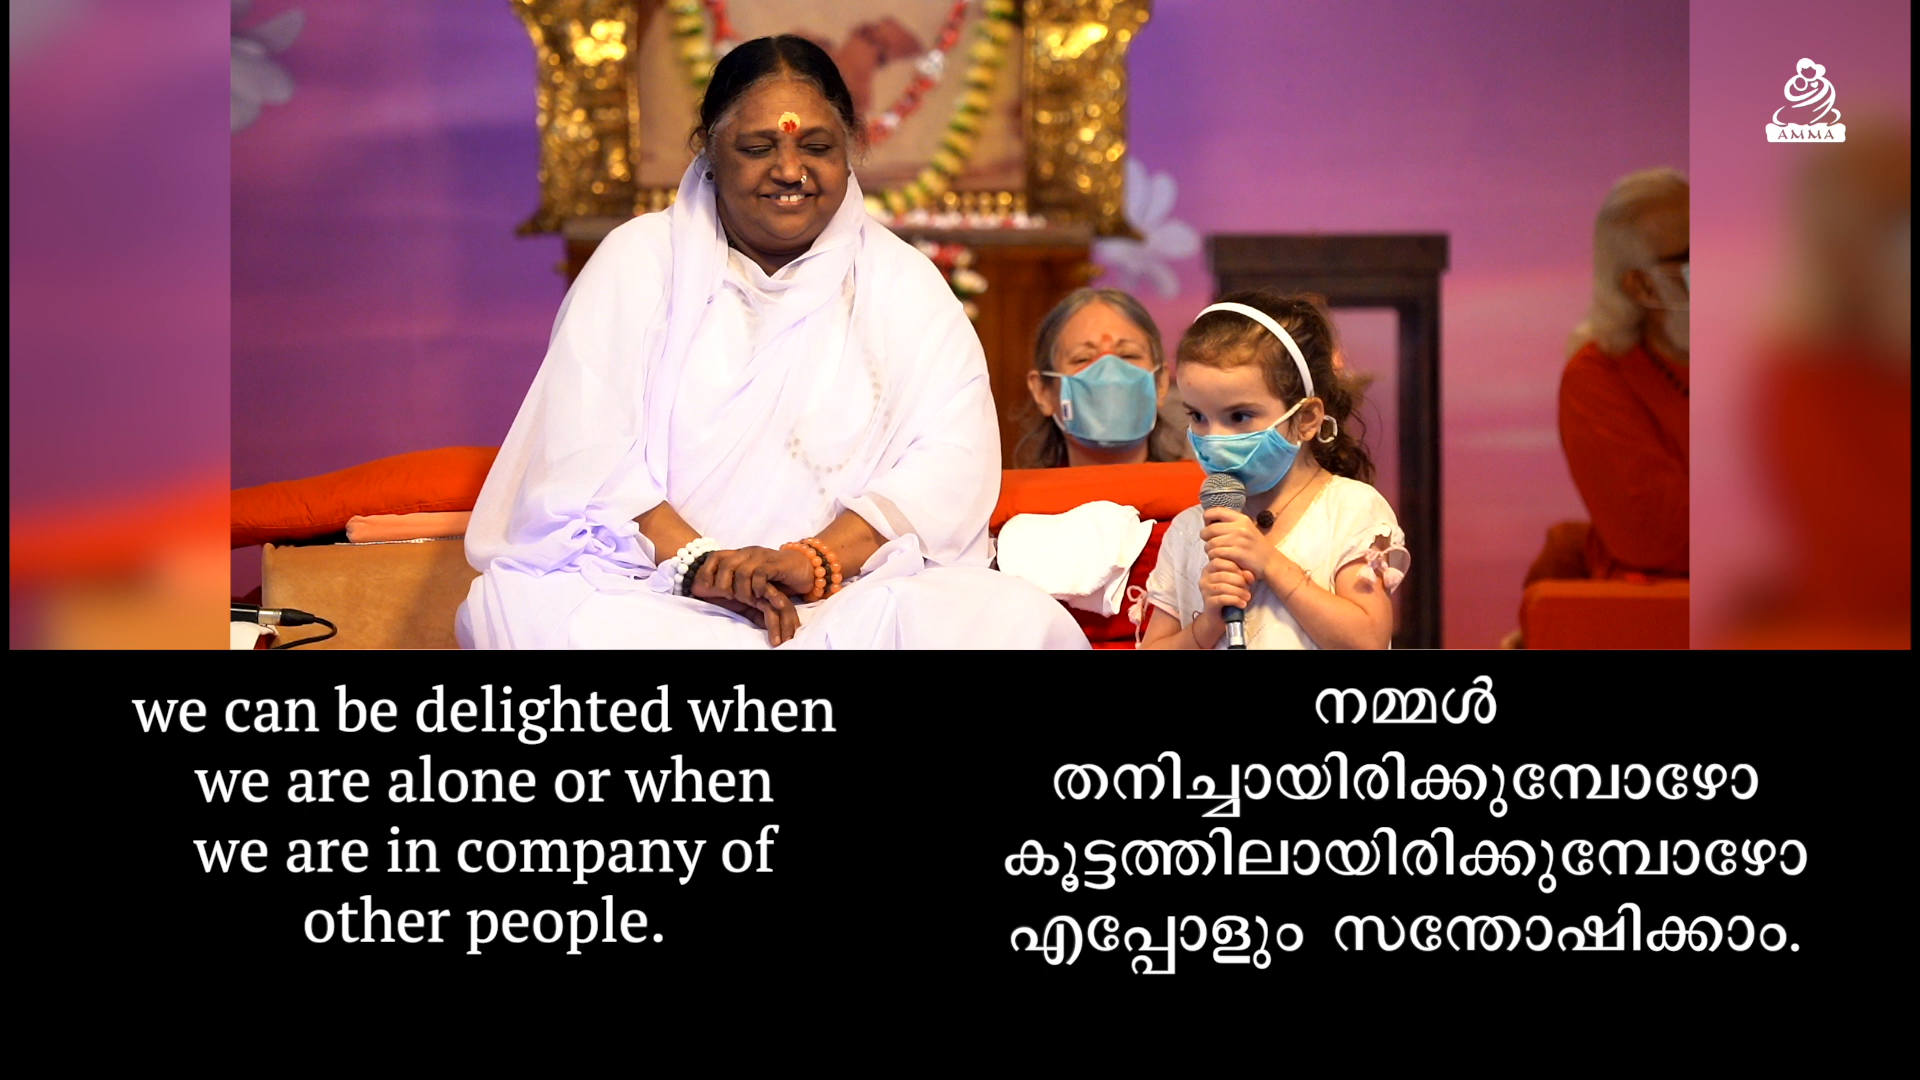 AMMA
we can be delighted when
we are alone or when
we are in company of
other people.
നമ്മൾ
തനിച്ചായിരിക്കുമ്പോഴോ
കൂട്ടത്തിലായിരിക്കുമ്പോഴോ
എപ്പോളും സന്തോഷിക്കാം.